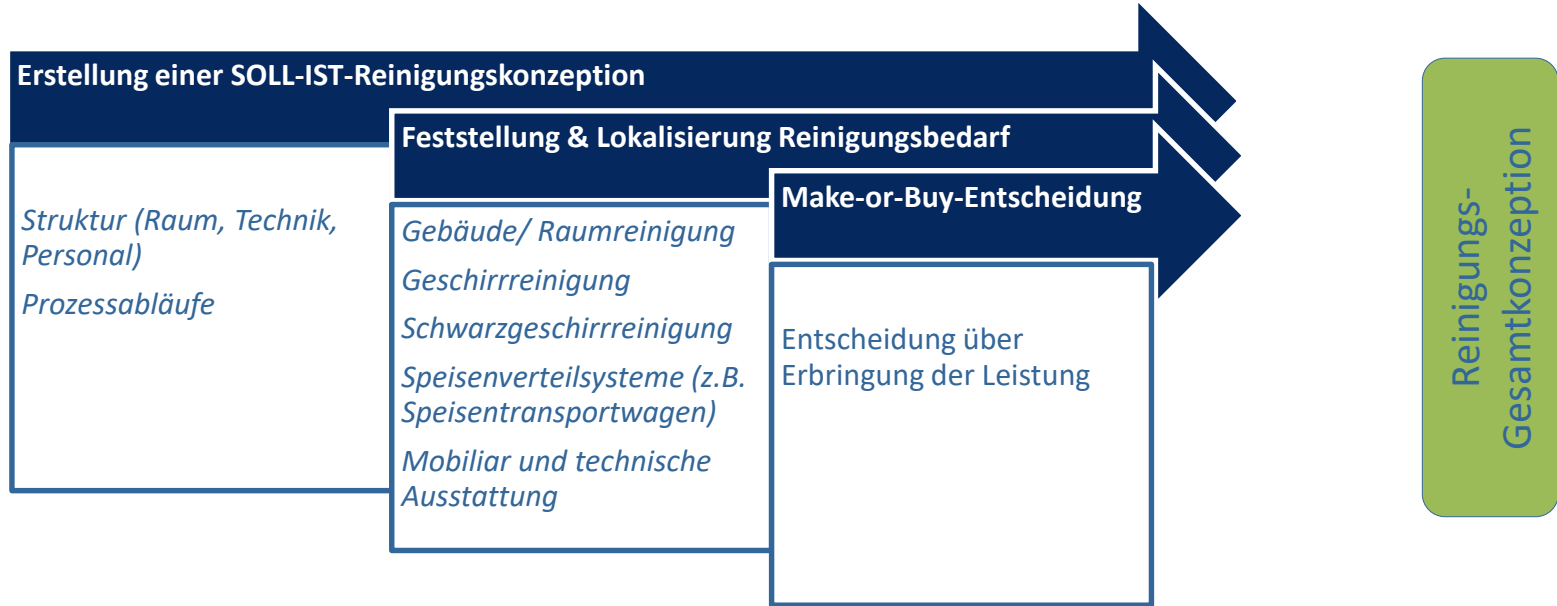 Erstellung einer SOLL-IST-Reinigungskonzeption
Struktur (Raum, Technik,
Personal)
Prozessabläufe
Feststellung & Lokalisierung Reinigungsbedarf
Gebäude/ Raumreinigung
Geschirrreinigung
Schwarzgeschirrreinigung
Speisenverteilsysteme (z.B.
Speisentransportwagen)
Mobiliar und technische
Ausstattung
Make-or-Buy-Entscheidung
Entscheidung über
Erbringung der Leistung
Reinigungs-
Gesamtkonzeption